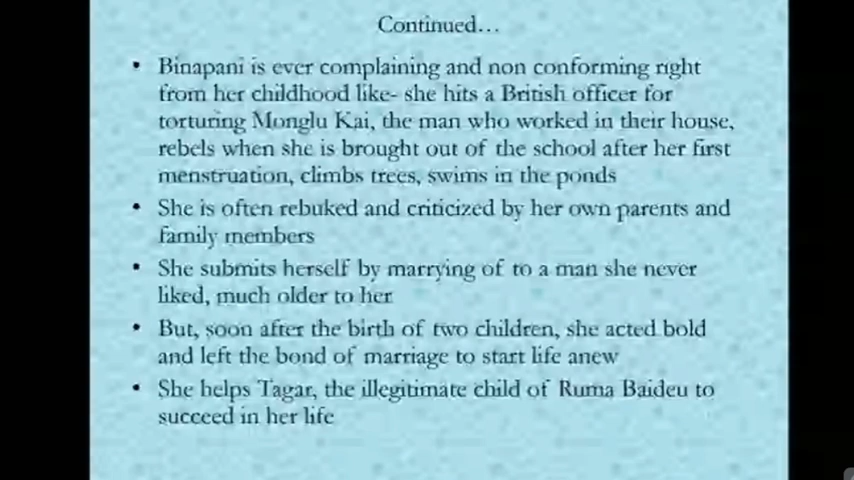 Continued...
• Binapani is ever complaining and non conforming right
from her childhood like- she hits a British officer for
torturing Monglu Kai, the man who worked in their house,
rebels when she is brought out of the school after her first
menstruation, climbs trees, swims in the ponds
• She is often rebuked and criticized by her own parents and
family members
• She submits herself by marrying of to a man she never
liked, much older to her
• But, soon after the birth of two children, she acted bold
and left the bond of marriage to start life anew
• She helps Tagar, the illegitimate child of Ruma Baideu to
succeed in her life